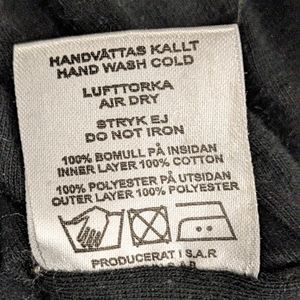 HANDVÄTTAS KALLT
HAND WASH COLD
LUFTTORKA
AIR DRY
STRYK EJ
DO NOT IRON
100% BOMULL PÅ INSIDAN
INNER LAYER 100% COTTON
100% POLYESTER PÅ UTSIDAN
OUTER LAYER 100% POLYESTER
PRODUCERAT I S.A.R